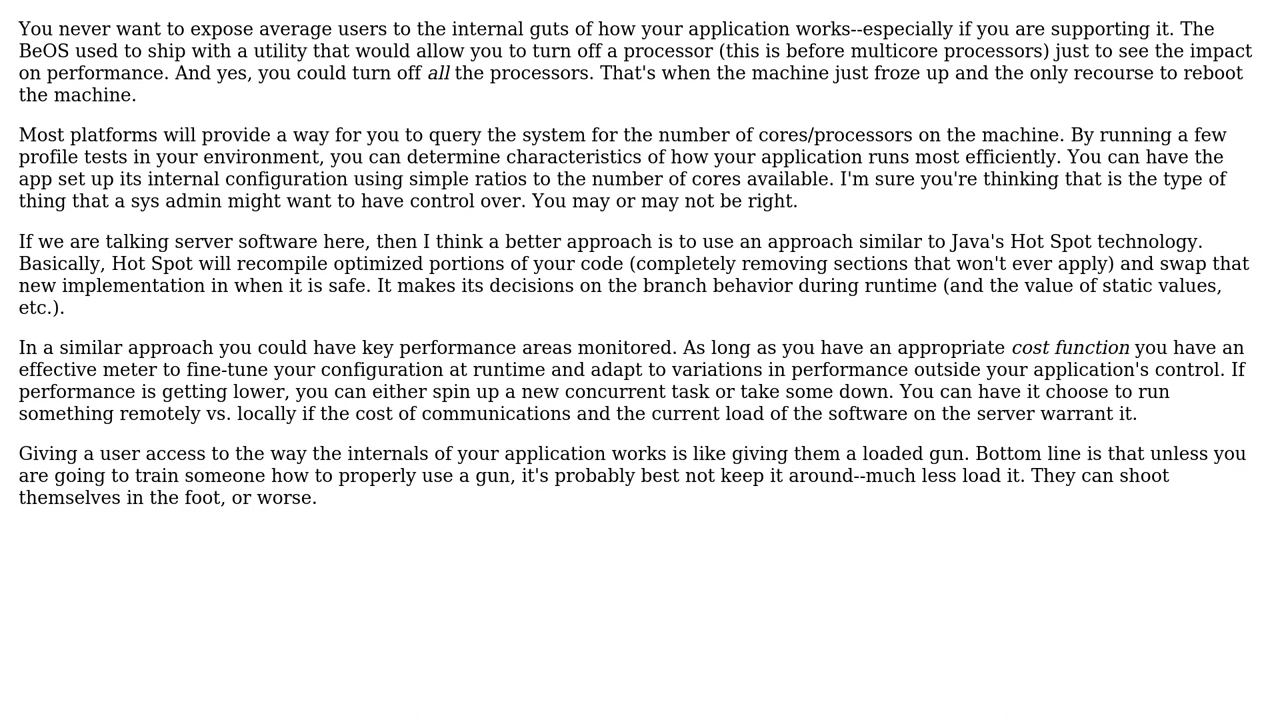 You never want to expose average users to the internal guts of how your application works--especially if you are supporting it. The
BeOS used to ship with a utility that would allow you to turn off a processor (this is before multicore processors) just to see the impact
on performance. And yes, you could turn off all the processors. That's when the machine just froze up and the only recourse to reboot
the machine.
Most platforms will provide a way for you to query the system for the number of cores/processors on the machine. By running a few
profile tests in your environment, you can determine characteristics of how your application runs most efficiently. You can have the
app set up its internal configuration using simple ratios to the number of cores available. I'm sure you're thinking that is the type of
thing that a sys admin might want to have control over. You may or may not be right.
If we are talking server software here, then I think a better approach is to use an approach similar to Java's Hot Spot technology.
Basically, Hot Spot will recompile optimized portions of your code (completely removing sections that won't ever apply) and swap that
new implementation in when it is safe. It makes its decisions on the branch behavior during runtime (and the value of static values,
etc.).
In a similar approach you could have key performance areas monitored. As long as you have an appropriate cost function you have an
effective meter to fine-tune your configuration at runtime and adapt to variations in performance outside your application's control. If
performance is getting lower, you can either spin up a new concurrent task or take some down. You can have it choose to run
something remotely vs. locally if the cost of communications and the current load of the software on the server warrant it.
Giving a user access to the way the internals of your application works is like giving them a loaded gun. Bottom line is that unless you
are going to train someone how to properly use a gun, it's probably best not keep it around--much less load it. They can shoot
themselves in the foot, or worse.